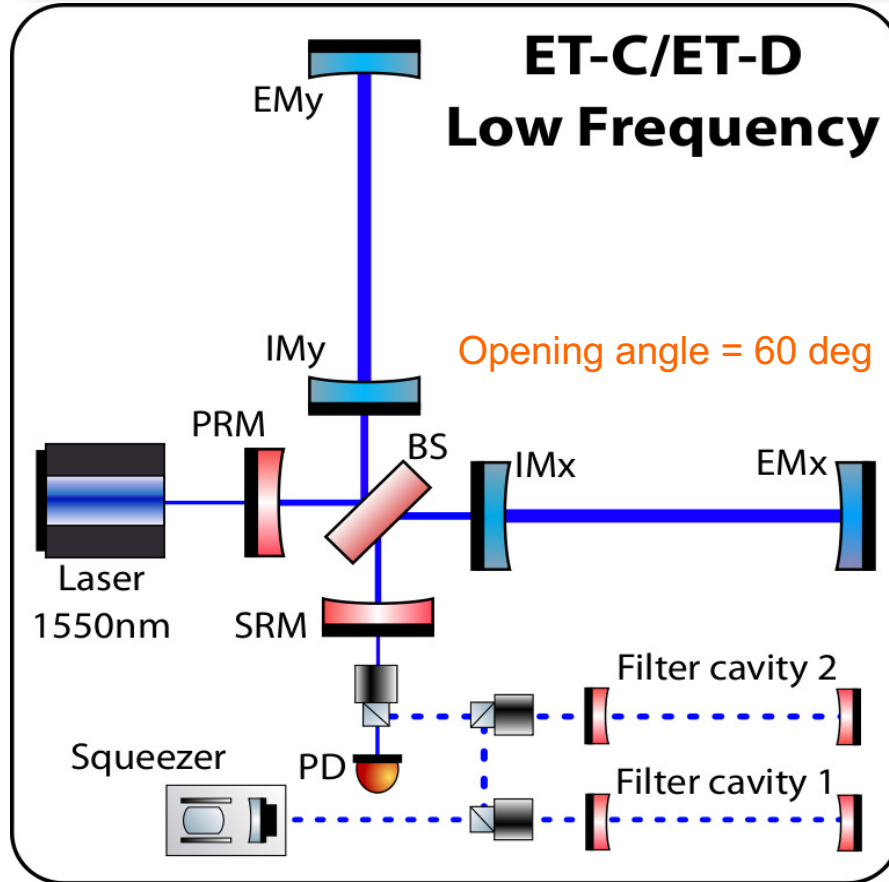 ET-C/ET-D
Low Frequency
EMy
IMy
Opening angle = 60 deg
PRM
BS
IMx
EMx
Laser
1550nm
SRM
Filter cavity 2
Squeezer
PD
Filter cavity 1